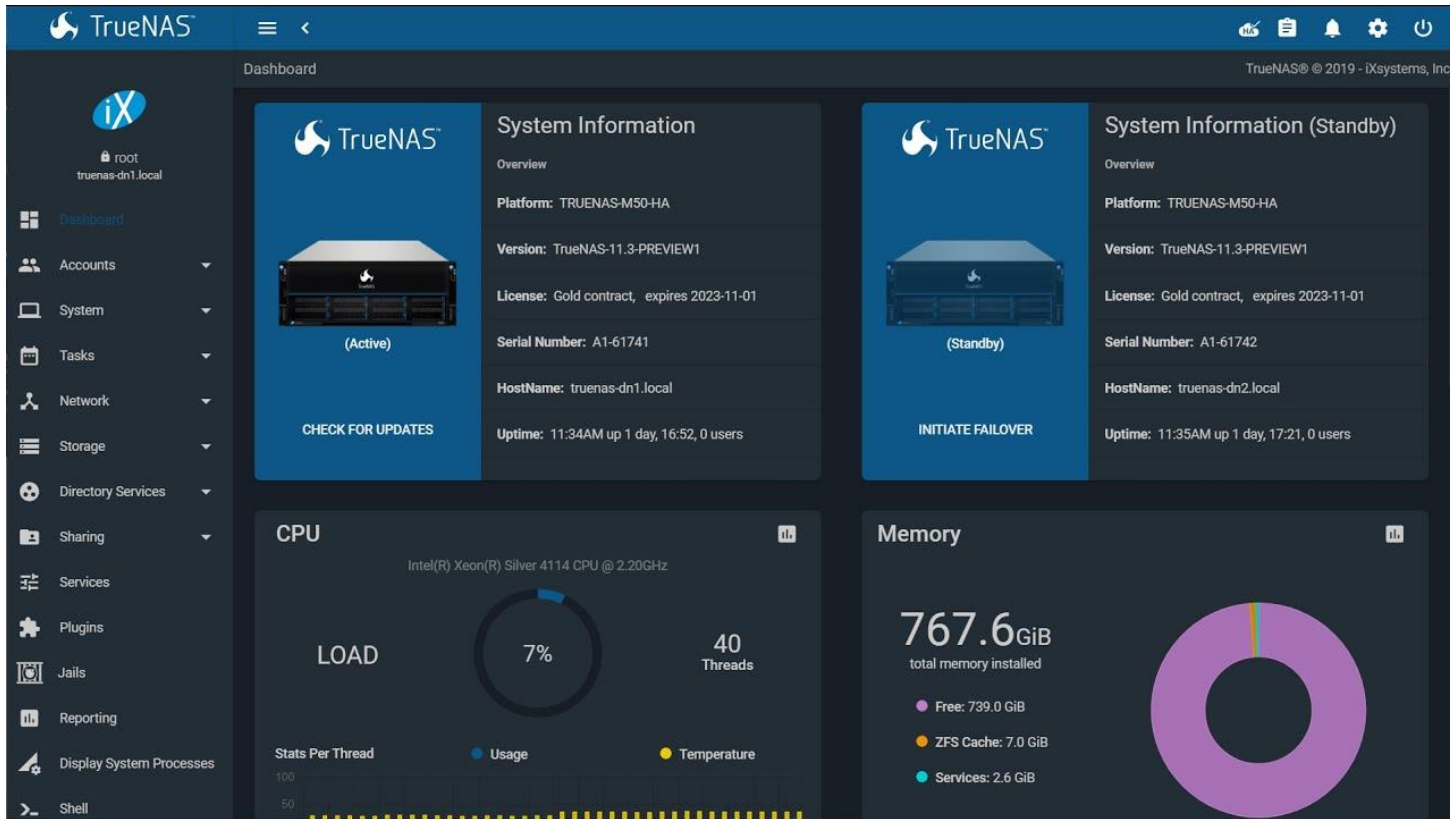 TrueNAS™
HA
Dashboard
TrueNAS® © 2019 - iXsystems, Inc
iX
root
truenas-dn1.local
Dashboard
Accounts
System
Tasks
Network
Storage
Directory Services
Sharing
Services
Plugins
Jails
Reporting
Display System Processes
Shell
TrueNAS™
(Active)
CHECK FOR UPDATES
System Information
Overview
Platform: TRUENAS-M50-HA
Version: TrueNAS-11.3-PREVIEW1
License: Gold contract, expires 2023-11-01
Serial Number: A1-61741
HostName: truenas-dn1.local
Uptime: 11:34AM up 1 day, 16:52, 0 users
TrueNAS™
(Standby)
INITIATE FAILOVER
System Information (Standby)
Overview
Platform: TRUENAS-M50-HA
Version: TrueNAS-11.3-PREVIEW1
License: Gold contract, expires 2023-11-01
Serial Number: A1-61742
HostName: truenas-dn2.local
Uptime: 11:35AM up 1 day, 17:21, 0 users
CPU
Intel(R) Xeon(R) Silver 4114 CPU @ 2.20GHz
LOAD
7%
40
Threads
Stats Per Thread
Usage
Temperature
100
50
Memory
767.6GiB
total memory installed
Free: 739.0 GiB
ZFS Cache: 7.0 GiB
Services: 2.6 GiB